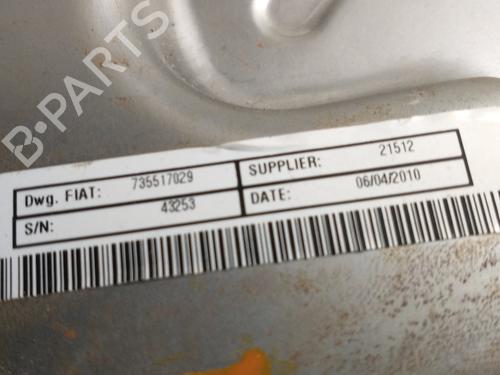 B-PARTS
Dwg. FIAT: 735517029 SUPPLIER: 21512
S/N: 43253 DATE: 06/04/2010